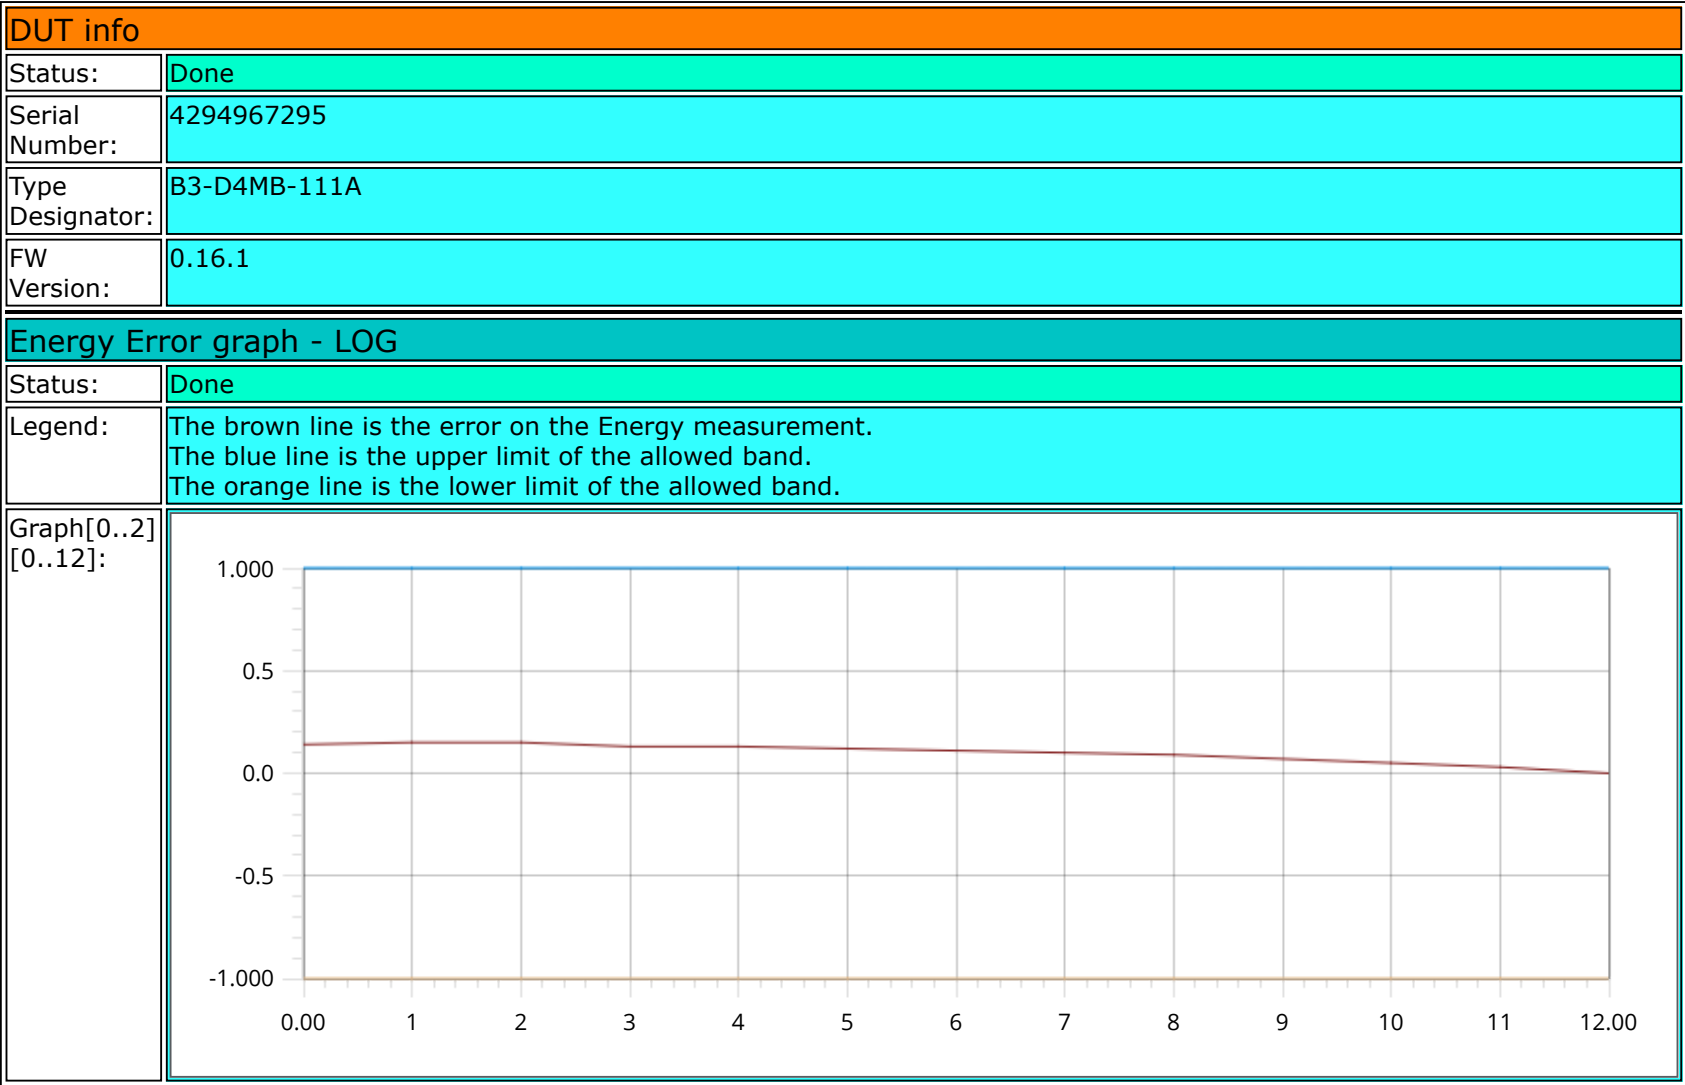 DUT info
Status:
Done
Serial
Number:
4294967295
Type
Designator:
B3-D4MB-111A
FW
Version:
0.16.1
Energy Error graph - LOG
Status:
Done
Legend:
The brown line is the error on the Energy measurement.
The blue line is the upper limit of the allowed band.
The orange line is the lower limit of the allowed band.
Graph[0..2]
[0..12]:
1.000
0.5
0.0
-0.5
-1.000
0.00 1 2 3 4 5 6 7 8 9 10 11 12.00